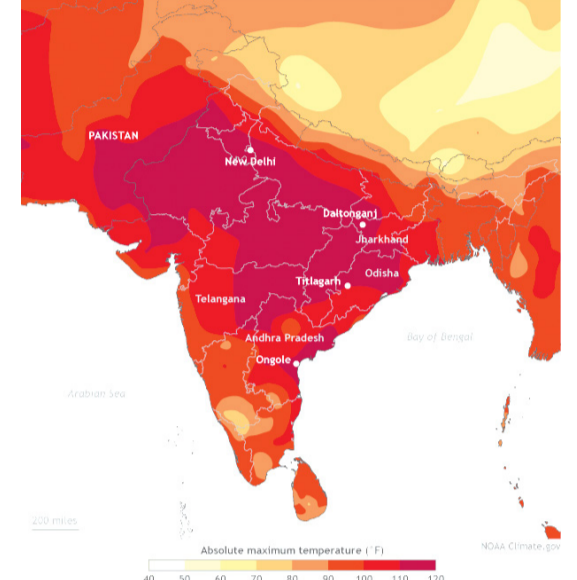 PAKISTAN
New Delhi
Daltonganj
Jharkhand
Titlagarh
Odisha
Telangana
Andhra Pradesh
Bay of Bengal
Ongole
Arabian Sea
200 miles
NOAA Climate.gov
Absolute maximum temperature (°F)
40 50 60 70 80 90 100 110 120